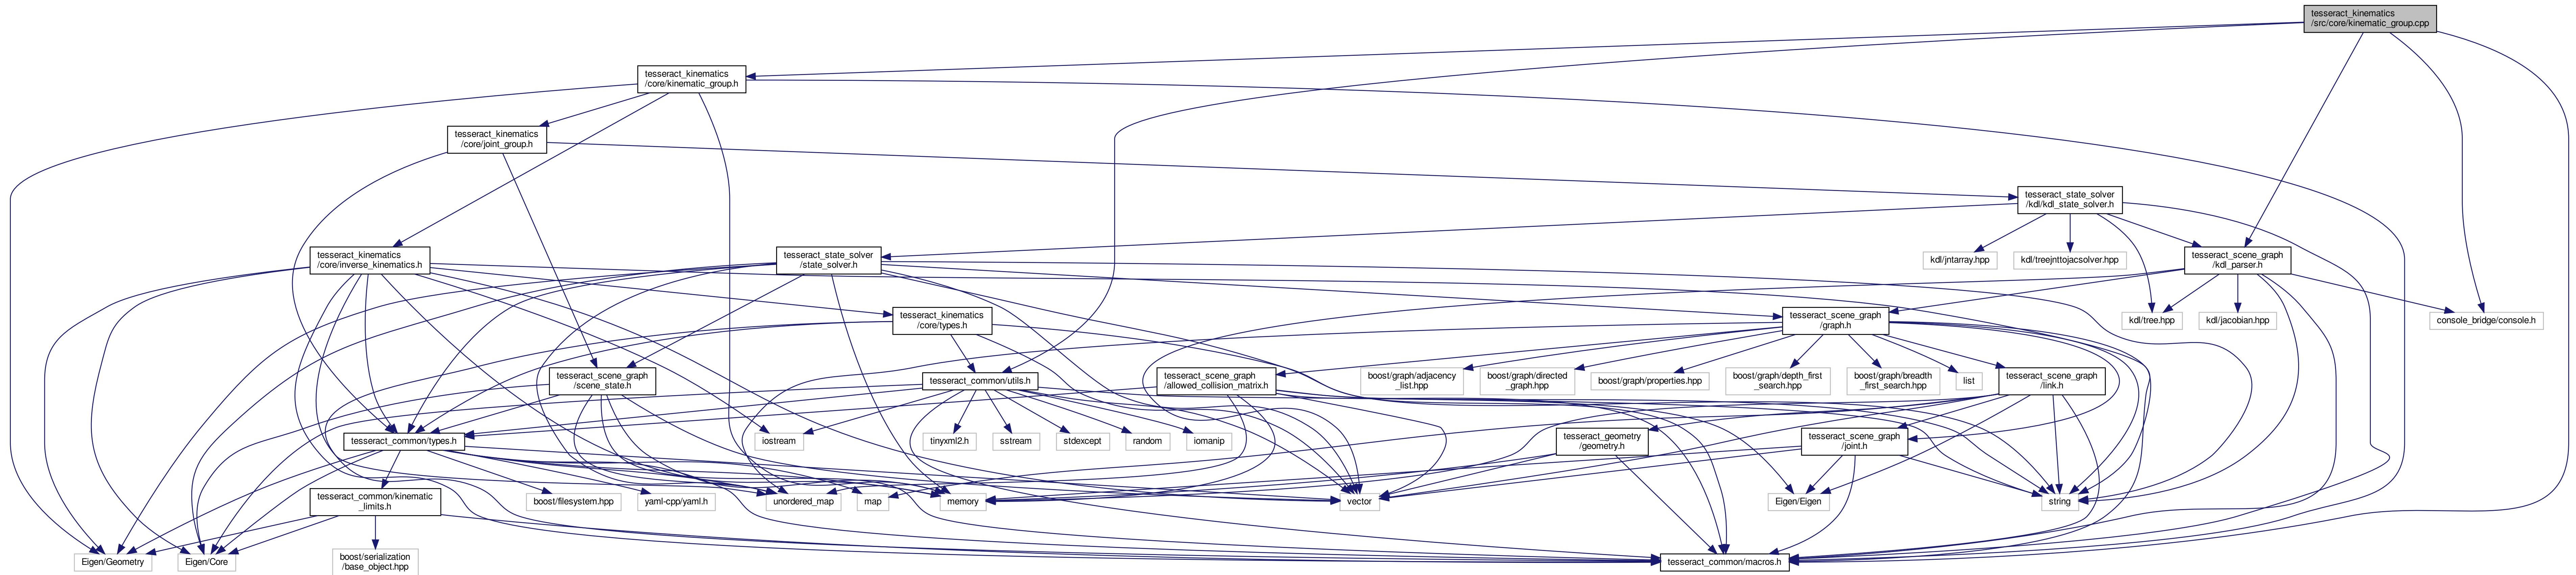 tesseract_kinematics
/src/core/kinematic_group.cpp
tesseract_kinematics
/core/kinematic_group.h
tesseract_kinematics
/core/joint_group.h
tesseract_state_solver
/kdl/kdl_state_solver.h
tesseract_kinematics
/core/inverse_kinematics.h
tesseract_state_solver
/state_solver.h
kdl/jntarray.hpp
kdl/treejnttojacsolver.hpp
tesseract_scene_graph
/kdl_parser.h
tesseract_kinematics
/core/types.h
tesseract_scene_graph
/graph.h
kdl/tree.hpp
kdl/jacobian.hpp
console_bridge/console.h
tesseract_scene_graph
/scene_state.h
tesseract_common/utils.h
tesseract_scene_graph
/allowed_collision_matrix.h
boost/graph/adjacency
_list.hpp
boost/graph/directed
_graph.hpp
boost/graph/properties.hpp
boost/graph/depth_first
_search.hpp
boost/graph/breadth
_first_search.hpp
list
tesseract_scene_graph
/link.h
tesseract_common/types.h
iostream
tinyxml2.h
sstream
stdexcept
random
iomanip
tesseract_geometry
/geometry.h
tesseract_scene_graph
/joint.h
tesseract_common/kinematic
_limits.h
boost/filesystem.hpp
yaml-cpp/yaml.h
unordered_map
map
memory
vector
Eigen/Eigen
string
Eigen/Geometry
Eigen/Core
boost/serialization
/base_object.hpp
tesseract_common/macros.h